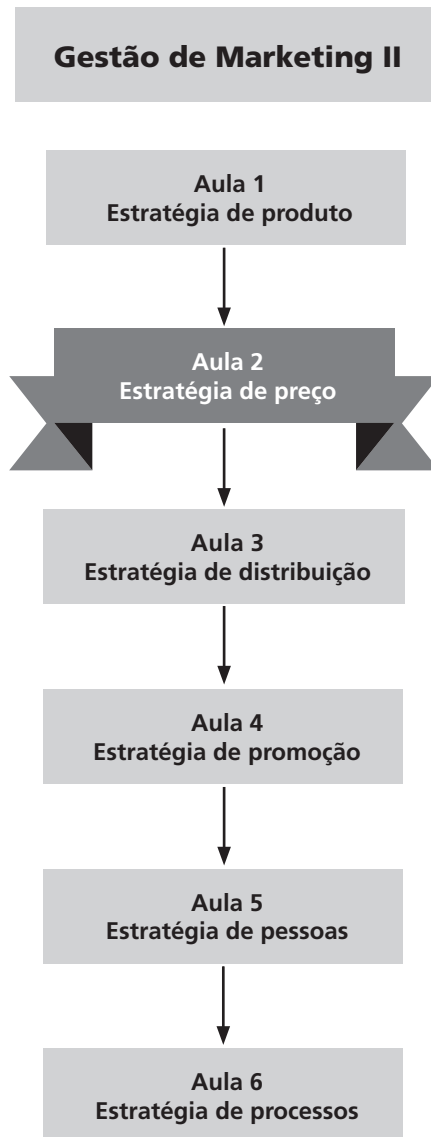 Gestão de Marketing II
Aula 1
Estratégia de produto
Aula 2
Estratégia de preço
Aula 3
Estratégia de distribuição
Aula 4
Estratégia de promoção
Aula 5
Estratégia de pessoas
Aula 6
Estratégia de processos